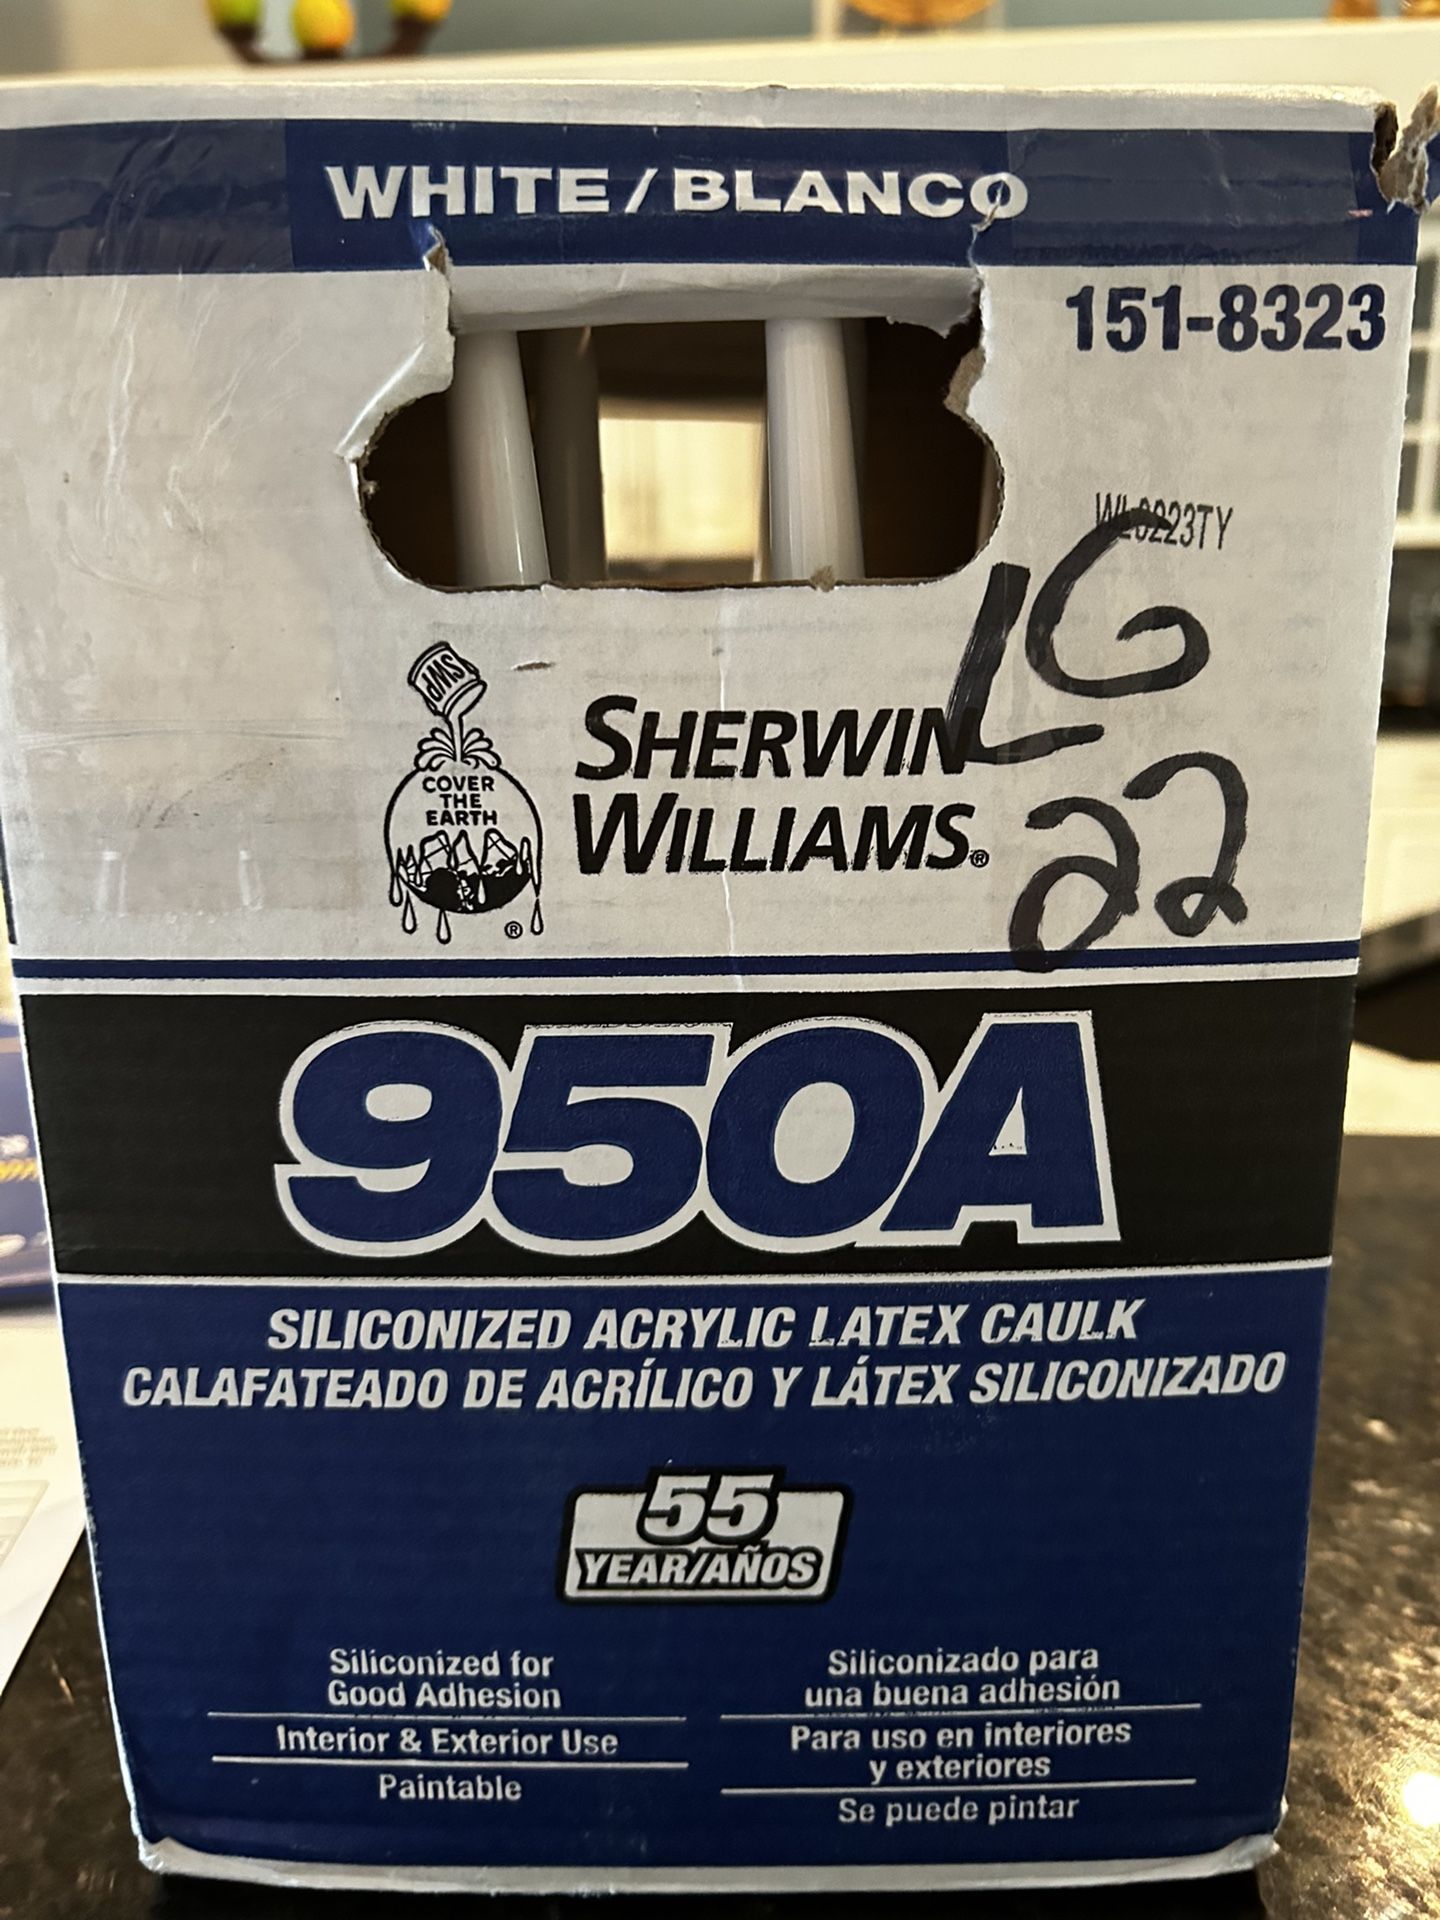 WHITE/BLANCO
151-8323
LG
22
SWP
COVER
THE
EARTH
®
SHERWIN
WILLIAMS®
950A
SILICONIZED ACRYLIC LATEX CAULK
CALAFATEADO DE ACRÍLICO Y LÁTEX SILICONIZADO
55
YEAR/AÑOS
Siliconized for
Good Adhesion
Interior & Exterior Use
Paintable
Siliconizado para
una buena adhesión
Para uso en interiores
y exteriores
Se puede pintar